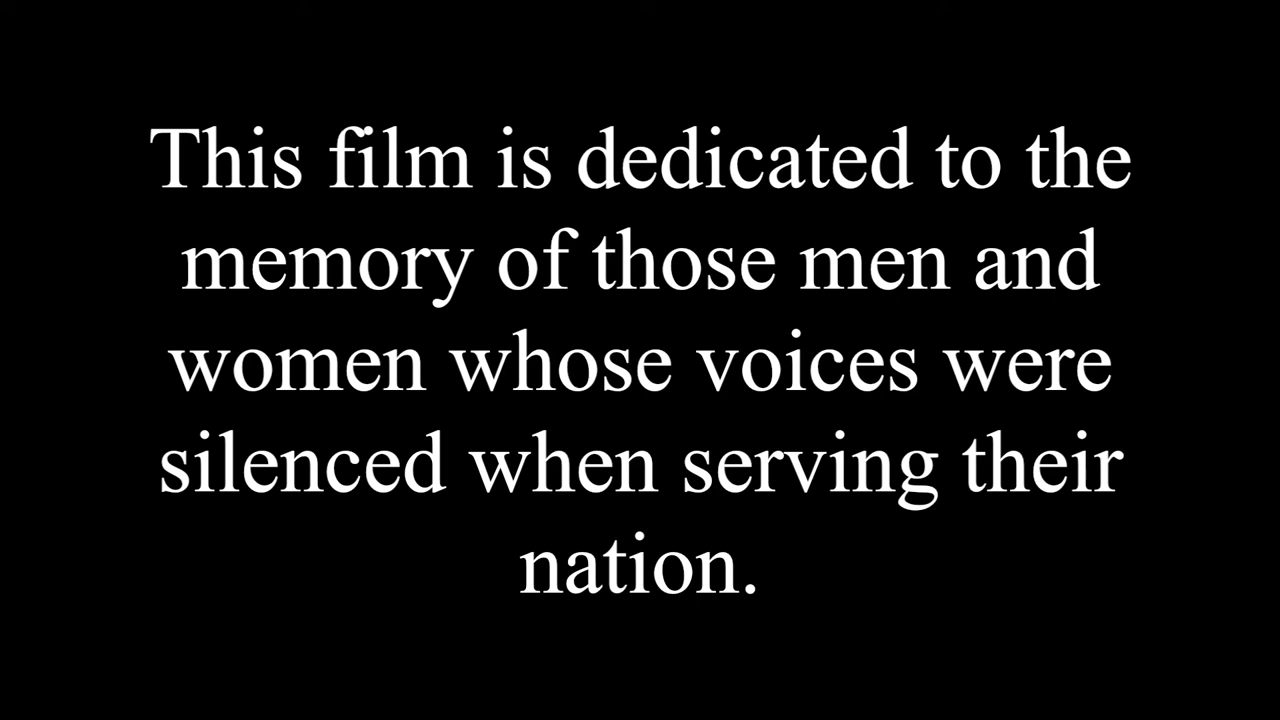 This film is dedicated to the
memory of those men and
women whose voices were
silenced when serving their
nation.